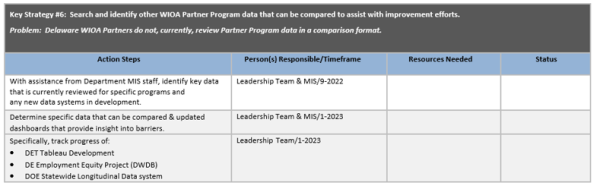 Key Strategy #6: Search and identify other WIOA Partner Program data that can be compared to assist with improvement efforts.
Problem: Delaware WIOA Partners do not, currently, review Partner Program data in a comparison format.
Action Steps
Person(s) Responsible/Timeframe
Resources Needed
Status
With assistance from Department MIS staff, identify key data
that is currently reviewed for specific programs and
any new data systems in development.
Leadership Team & MIS/9-2022
Determine specific data that can be compared & updated
dashboards that provide insight into barriers.
Leadership Team & MIS/1-2023
Specifically, track progress of:
• DET Tableau Development
• DE Employment Equity Project (DWDB)
• DOE Statewide Longitudinal Data system
Leadership Team/1-2023